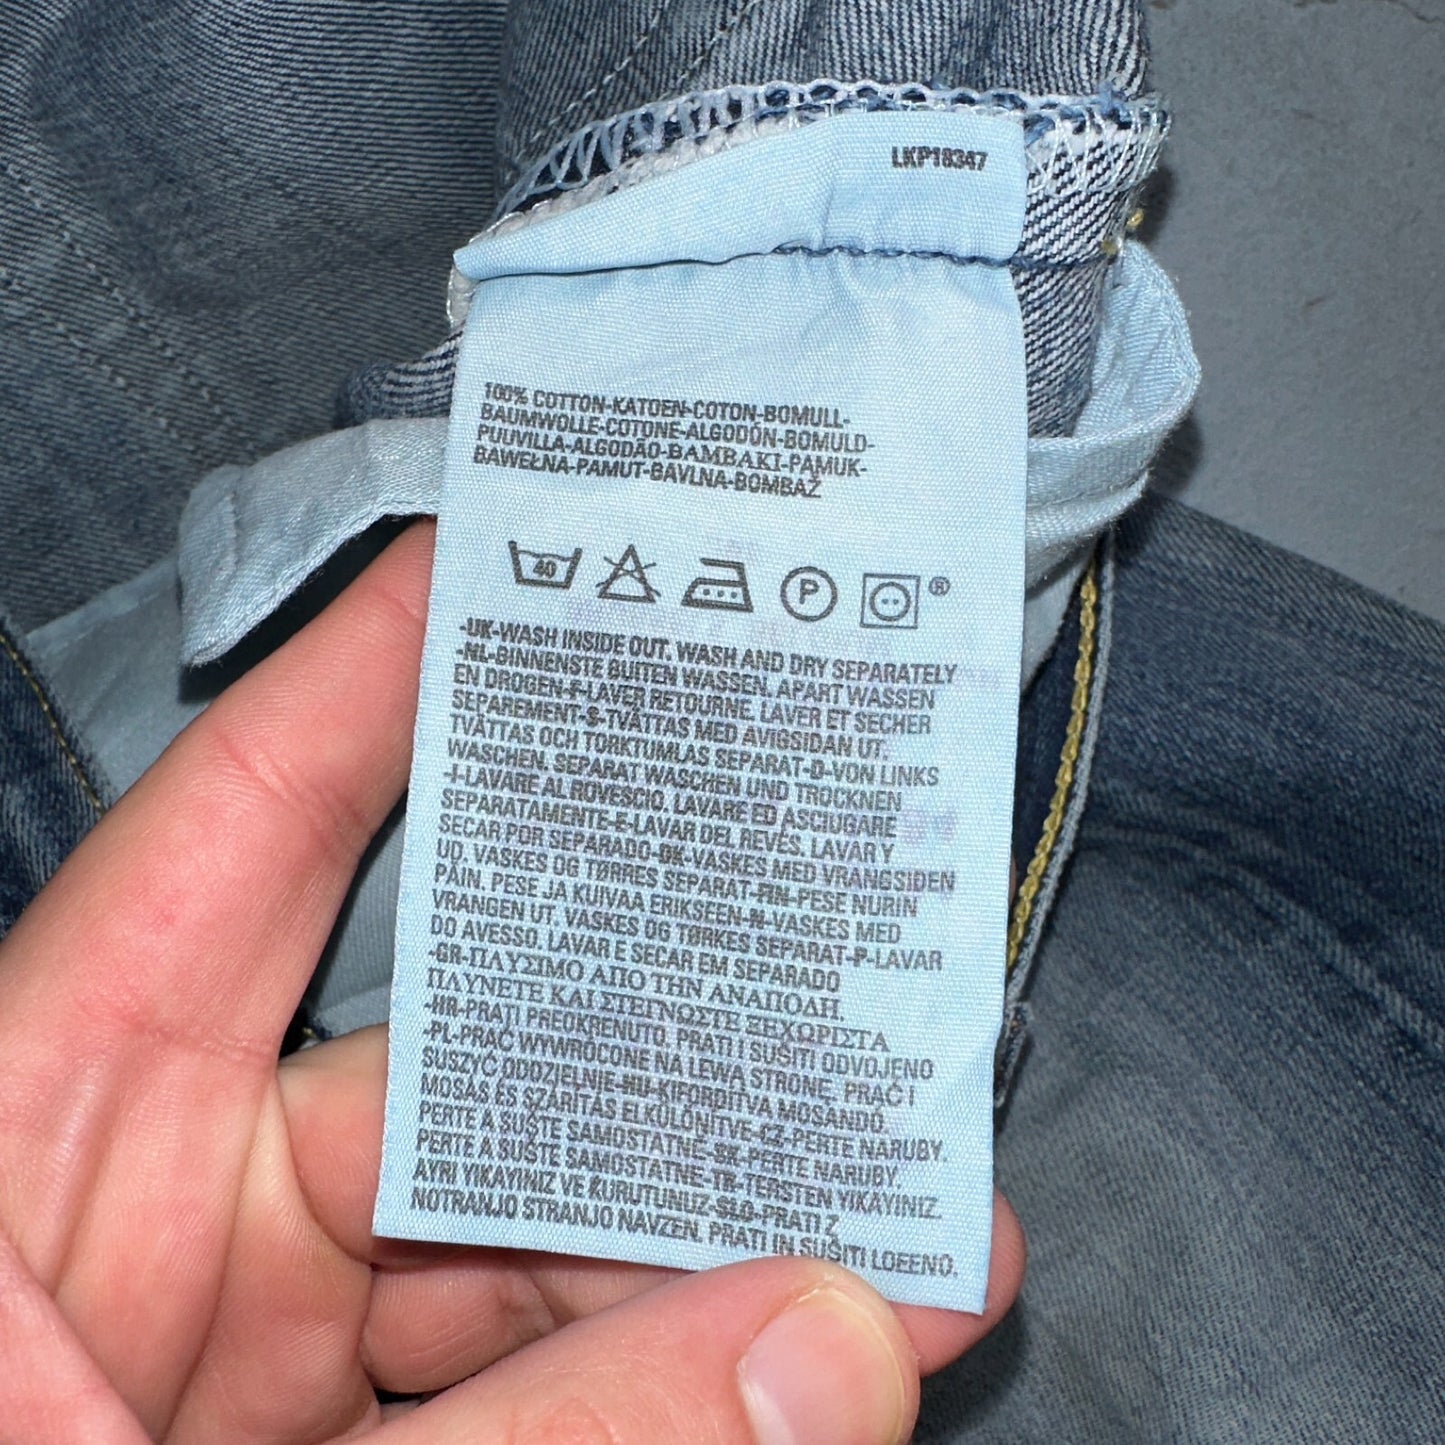 LKP18347
100% COTTON-KATOEN-COTON-BOMULL-
BAUMWOLLE-COTONE-ALGODÓN-BOMULD-
PUUVILLA-ALGODÃO-ΒΑΜΒΑΚΙ-PAMUK-
BAWEŁNA-PAMUT-BAVLNA-BOMBAŽ
40 P ®
-UK-WASH INSIDE OUT. WASH AND DRY SEPARATELY
-NL-BINNENSTE BUITEN WASSEN. APART WASSEN
EN DROGEN-F-LAVER RETOURNE. LAVER ET SECHER
SEPAREMENT-S-TVÄTTAS MED AVIGSIDAN UT.
TVÄTTAS OCH TORKTUMLAS SEPARAT-D-VON LINKS
WASCHEN. SEPARAT WASCHEN UND TROCKNEN
-I-LAVARE AL ROVESCIO. LAVARE ED ASCIUGARE
SEPARATAMENTE-E-LAVAR DEL REVÉS. LAVAR Y
SECAR POR SEPARADO-DK-VASKES MED VRANGSIDEN
UD. VASKES OG TØRRES SEPARAT-FIN-PESE NURIN
PÄIN. PESE JA KUIVAA ERIKSEEN-N-VASKES MED
VRANGEN UT. VASKES OG TØRKES SEPARAT-P-LAVAR
DO AVESSO. LAVAR E SECAR EM SEPARADO
-GR-ΠΛΥΣΙΜΟ ΑΠΟ ΤΗΝ ΑΝΑΠΟΔΗ.
ΠΛΥΝΕΤΕ ΚΑΙ ΣΤΕΓΝΩΣΤΕ ΞΕΧΩΡΙΣΤΑ
-HR-PRATI PREOKRENUTO. PRATI I SUŠITI ODVOJENO
-PL-PRAĆ WYWRÓCONE NA LEWĄ STRONĘ. PRAĆ I
SUSZYĆ ODDZIELNIE-HU-KIFORDÍTVA MOSANDÓ.
MOSÁS ÉS SZÁRÍTÁS ELKÜLÖNÍTVE-CZ-PERTE NARUBY.
PERTE A SUŠTE SAMOSTATNĚ-SK-PERTE NARUBY.
PERTE A SUŠTE SAMOSTATNE-TR-TERSTEN YIKAYINIZ.
AYRI YIKAYINIZ VE KURUTUNUZ-SLO-PRATI Z
NOTRANJO STRANJO NAVZEN. PRATI IN SUŠITI LOEENO.